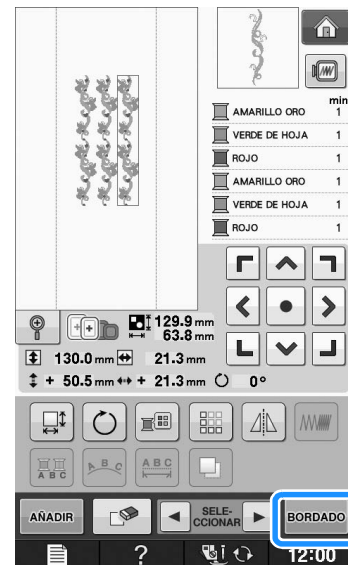 min
AMARILLO ORO 1
VERDE DE HOJA 1
ROJO 1
AMARILLO ORO 1
VERDE DE HOJA 1
ROJO 1
129.9 mm
63.8 mm
130.0 mm 21.3 mm
+ 50.5 mm + 21.3 mm 0°
A B C
A B C
A B C
AÑADIR
SELE-
CCIONAR
BORDADO
?
12:00